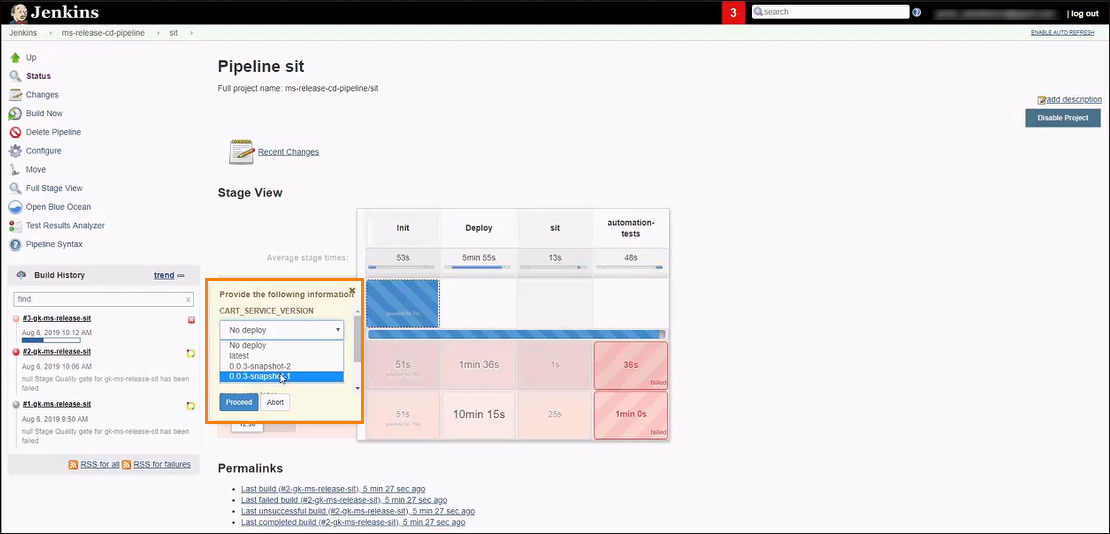 Jenkins
3
search
| log out
Jenkins
ms-release-cd-pipeline
sit
ENABLE AUTO REFRESH
Up
Status
Changes
Build Now
Delete Pipeline
Configure
Move
Full Stage View
Open Blue Ocean
Test Results Analyzer
Pipeline Syntax
Pipeline sit
Full project name: ms-release-cd-pipeline/sit
add description
Disable Project
Recent Changes
Stage View
Init
Deploy
sit
automation-
tests
Average stage times:
53s
5min 55s
13s
48s
Build History
trend
find
x
#3-gk-ms-release-sit
Aug 6, 2019 10:12 AM
#2-gk-ms-release-sit
Aug 6, 2019 10:06 AM
null Stage Quality gate for gk-ms-release-sit has been
failed
#1-gk-ms-release-sit
Aug 6, 2019 9:50 AM
null Stage Quality gate for gk-ms-release-sit has been
failed
RSS for all
RSS for failures
Provide the following information
CART_SERVICE_VERSION
No deploy
No deploy
latest
0.0.3-snapshot-2
0.0.3-snapshot-1
Proceed
Abort
12:50
51s
1min 36s
1s
36s
failed
51s
10min 15s
25s
1min 0s
failed
Permalinks
Last build (#2-gk-ms-release-sit), 5 min 27 sec ago
Last failed build (#2-gk-ms-release-sit), 5 min 27 sec ago
Last unsuccessful build (#2-gk-ms-release-sit), 5 min 27 sec ago
Last completed build (#2-gk-ms-release-sit), 5 min 27 sec ago